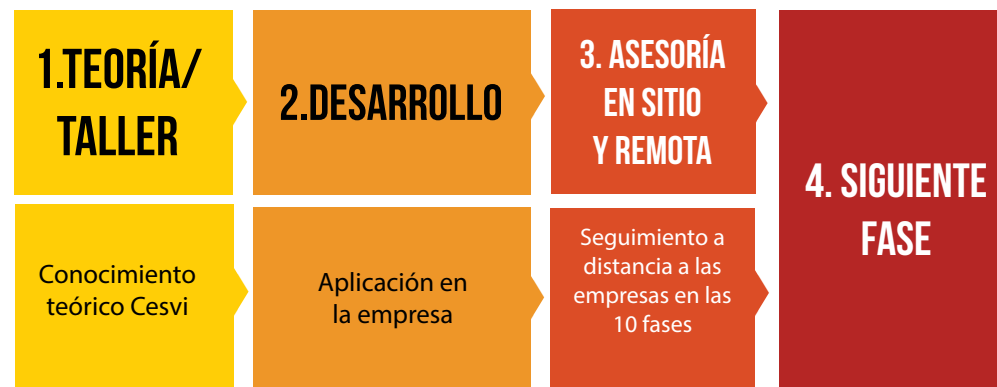 1.TEORÍA/
TALLER
2.DESARROLLO
3. ASESORÍA
EN SITIO
Y REMOTA
4. SIGUIENTE
FASE
Conocimiento
teórico Cesvi
Aplicación en
la empresa
Seguimiento a
distancia a las
empresas en las
10 fases